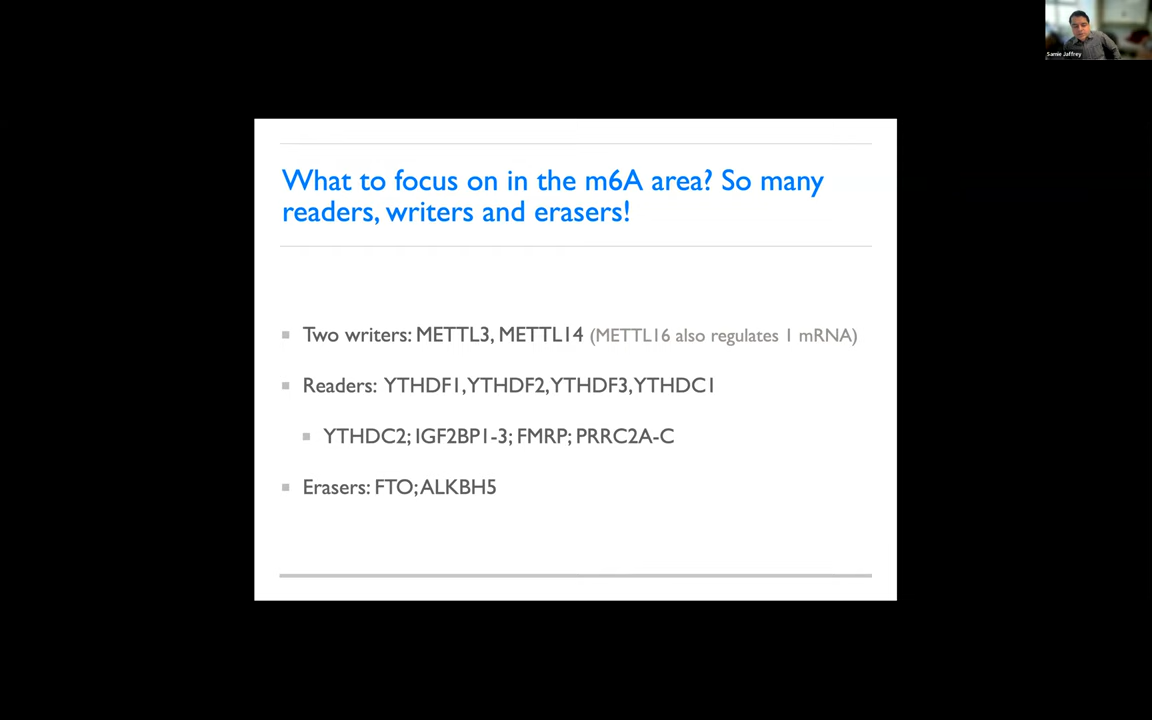 Samie Jaffrey
What to focus on in the m6A area? So many
readers, writers and erasers!
Two writers: METTL3, METTL14 (METTL16 also regulates 1 mRNA)
Readers: YTHDF1, YTHDF2, YTHDF3, YTHDC1
YTHDC2; IGF2BP1-3; FMRP; PRRC2A-C
Erasers: FTO; ALKBH5